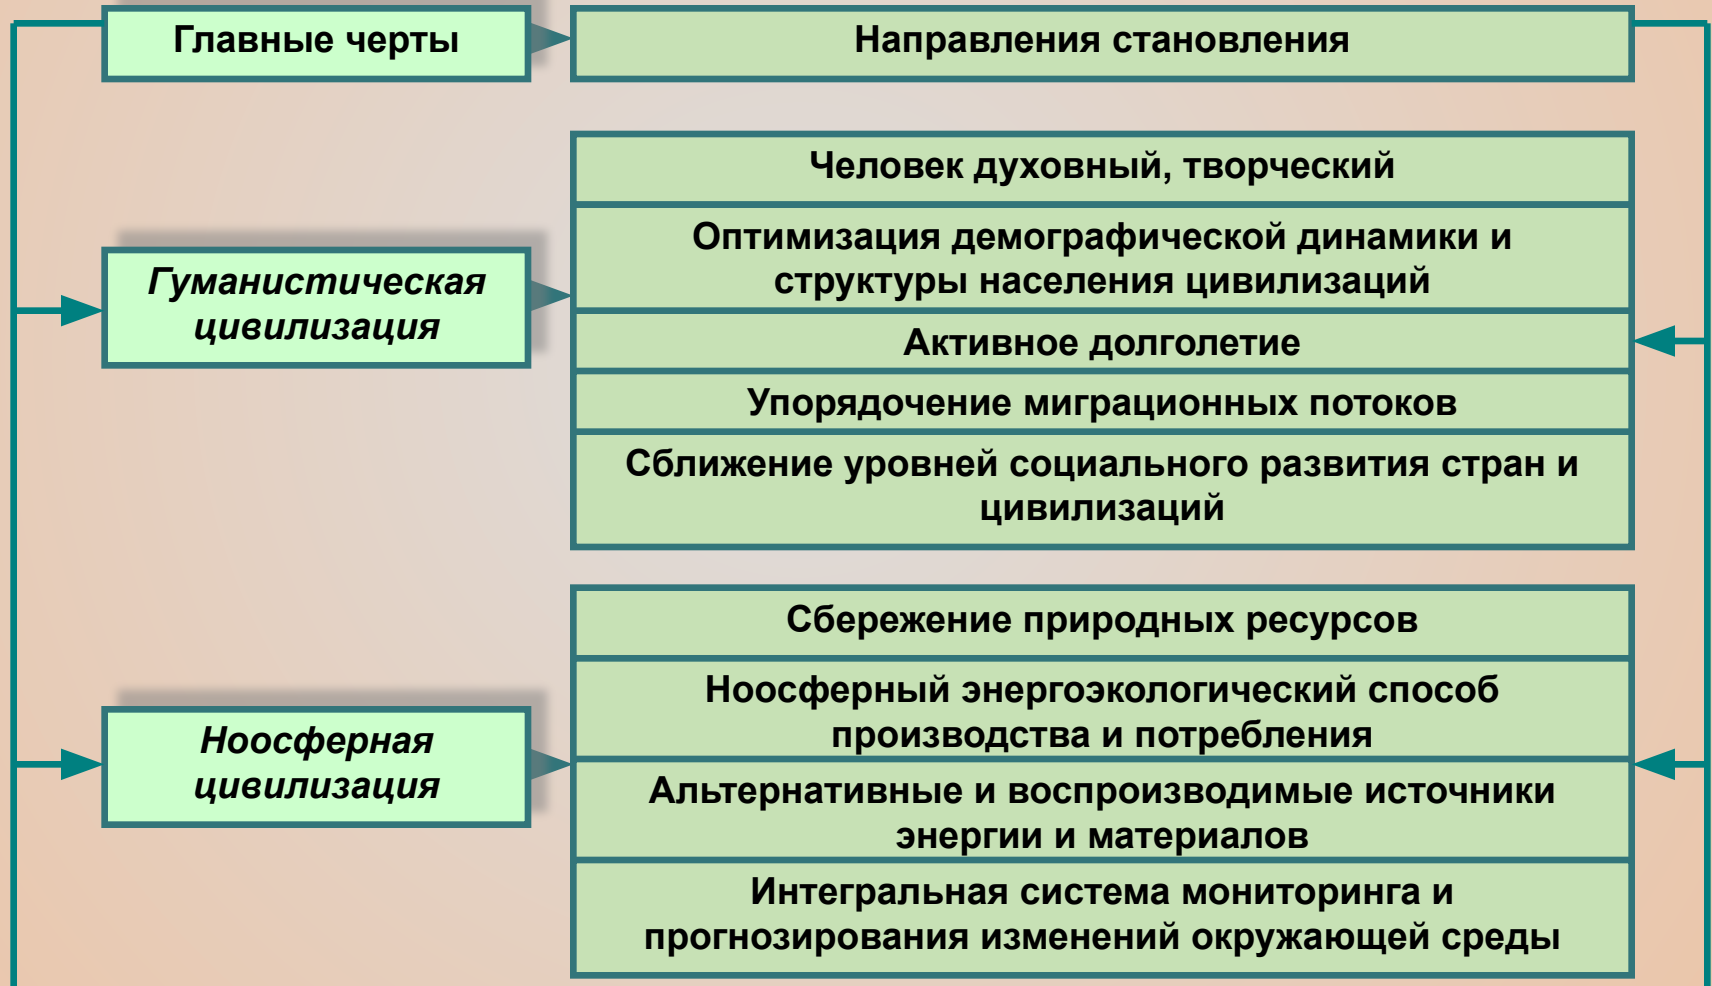 Главные черты
Направления становления
Гуманистическая
цивилизация
Человек духовный, творческий
Оптимизация демографической динамики и
структуры населения цивилизаций
Активное долголетие
Упорядочение миграционных потоков
Сближение уровней социального развития стран и
цивилизаций
Ноосферная
цивилизация
Сбережение природных ресурсов
Ноосферный энергоэкологический способ
производства и потребления
Альтернативные и воспроизводимые источники
энергии и материалов
Интегральная система мониторинга и
прогнозирования изменений окружающей среды